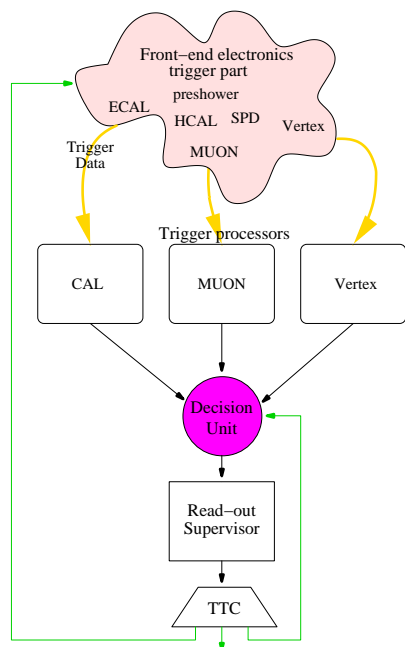 Front−end electronics
trigger part
preshower
ECAL
HCAL
SPD
Vertex
MUON
Trigger
Data
Trigger processors
CAL
MUON
Vertex
Decision
Unit
Read−out
Supervisor
TTC